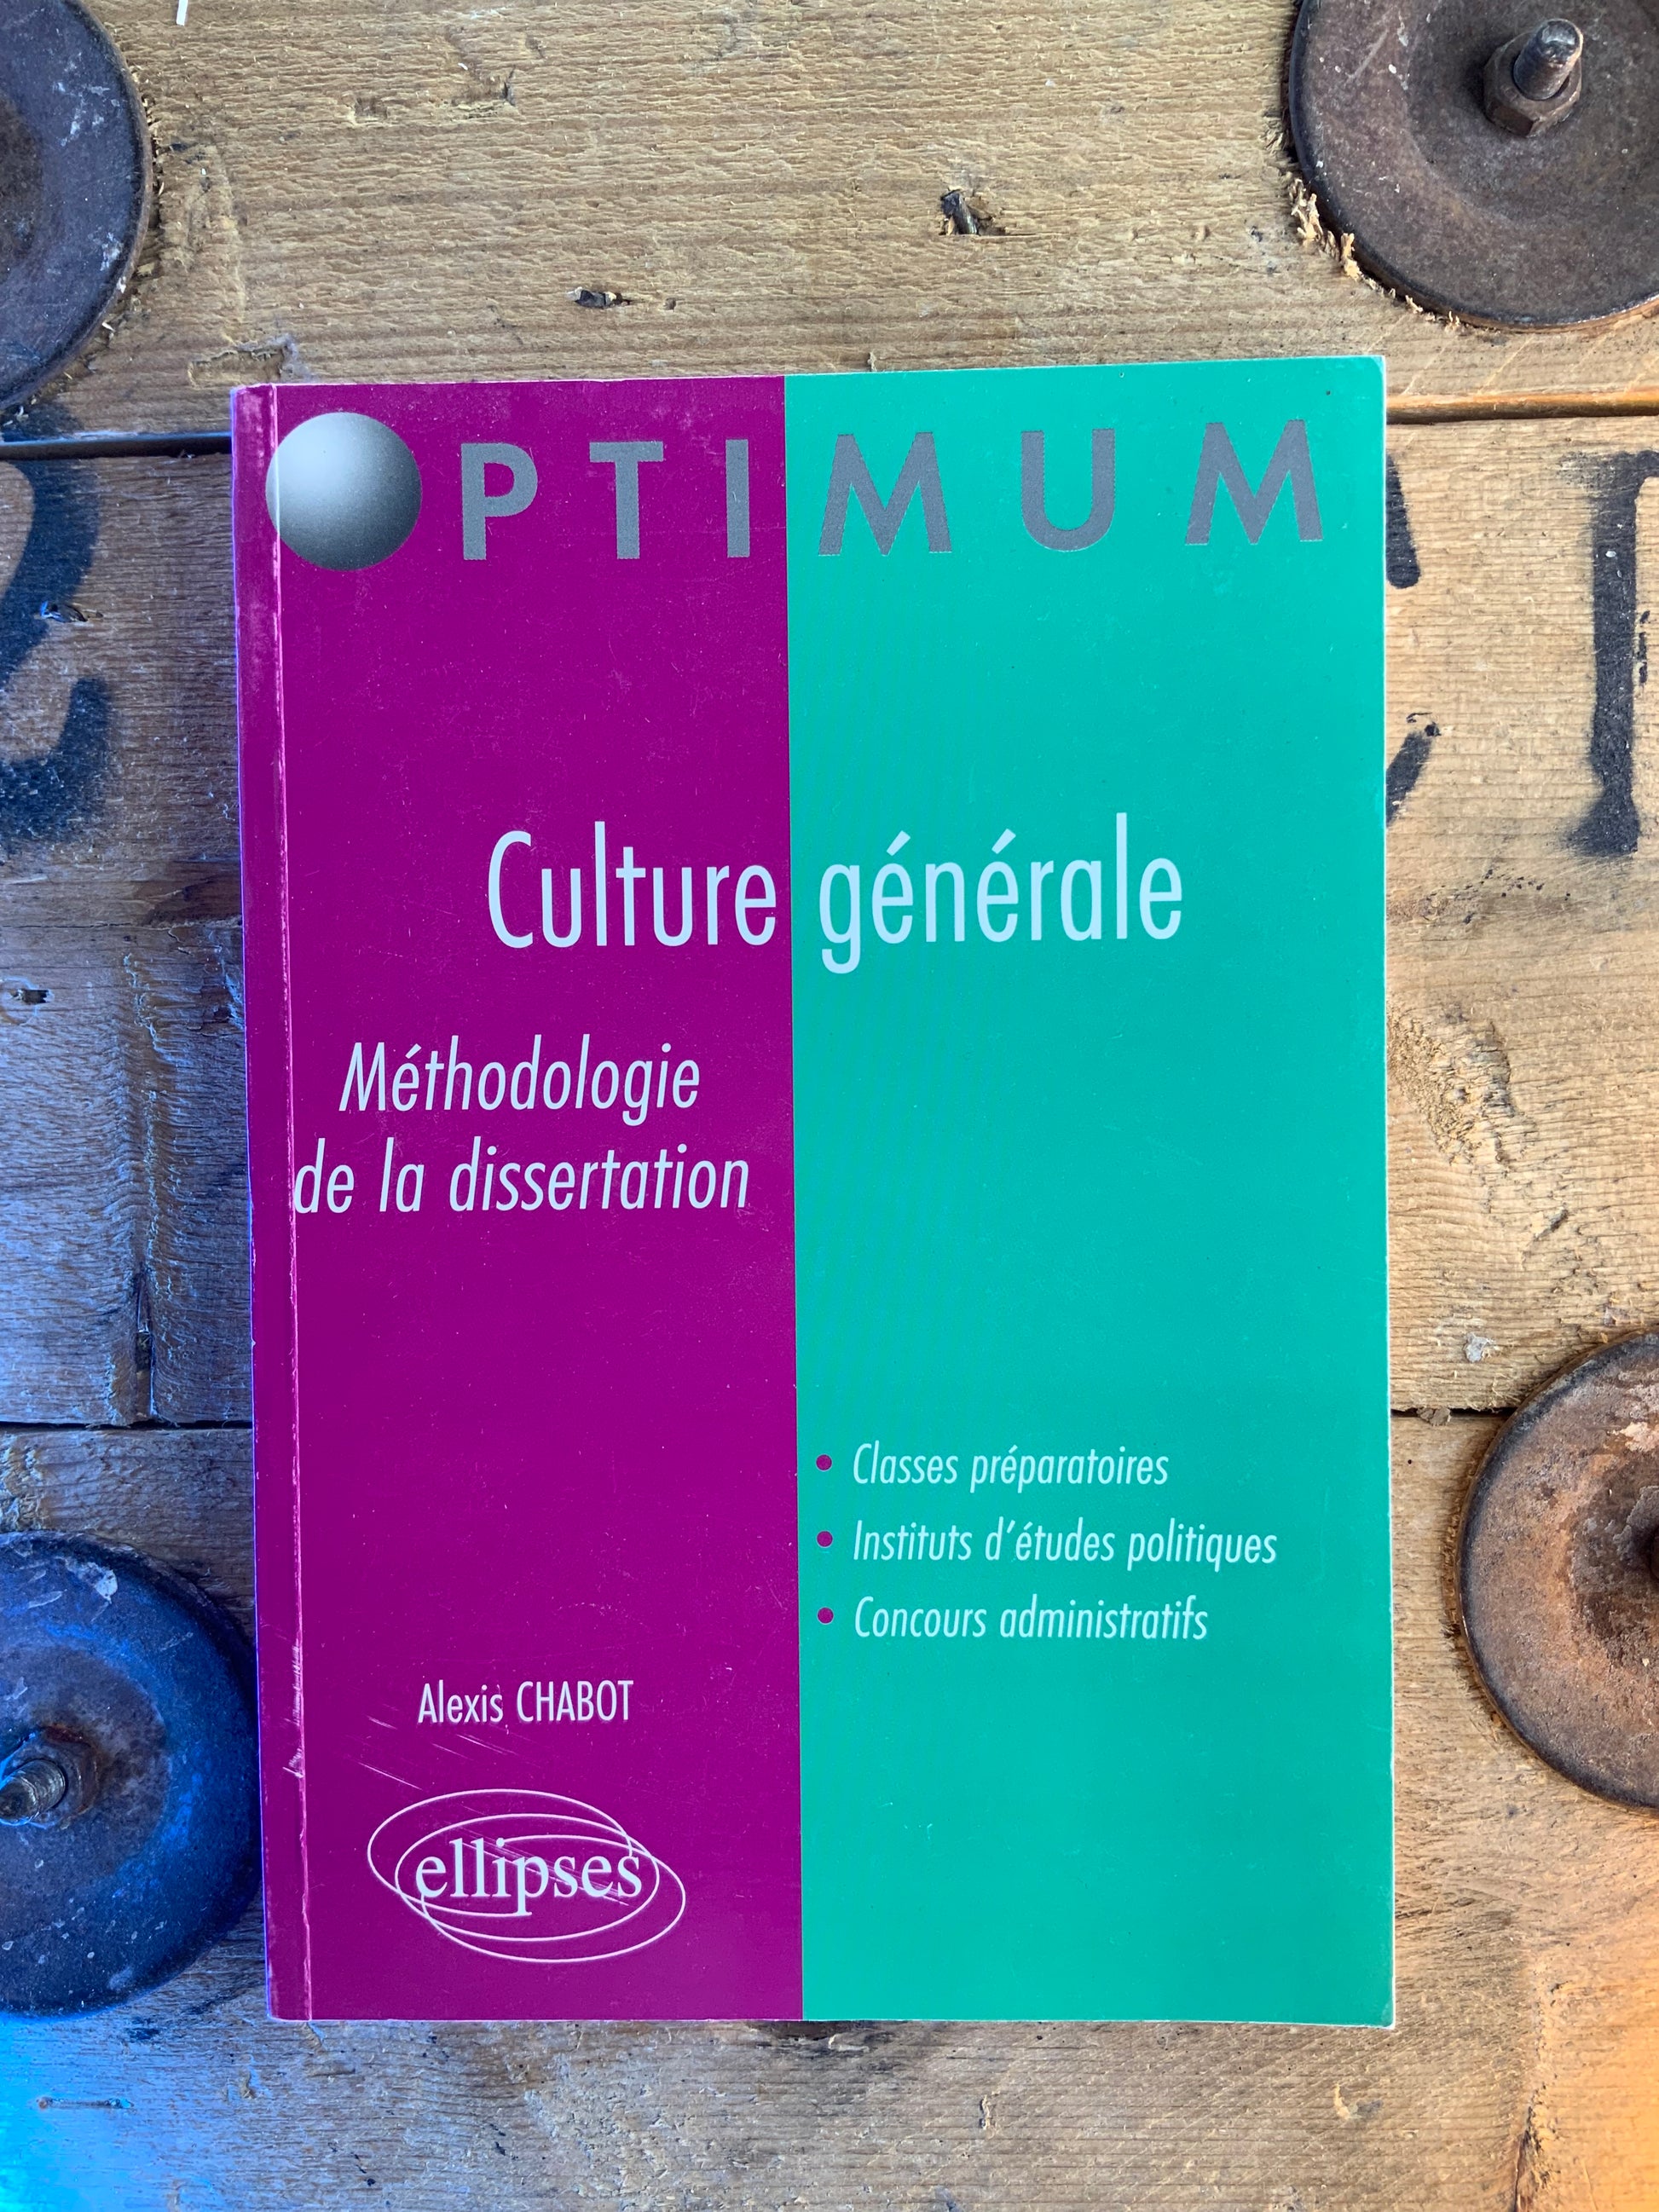 OPTIMUM
Culture générale
Méthodologie
de la dissertation
• Classes préparatoires
• Instituts d'études politiques
• Concours administratifs
Alexis CHABOT
ellipses